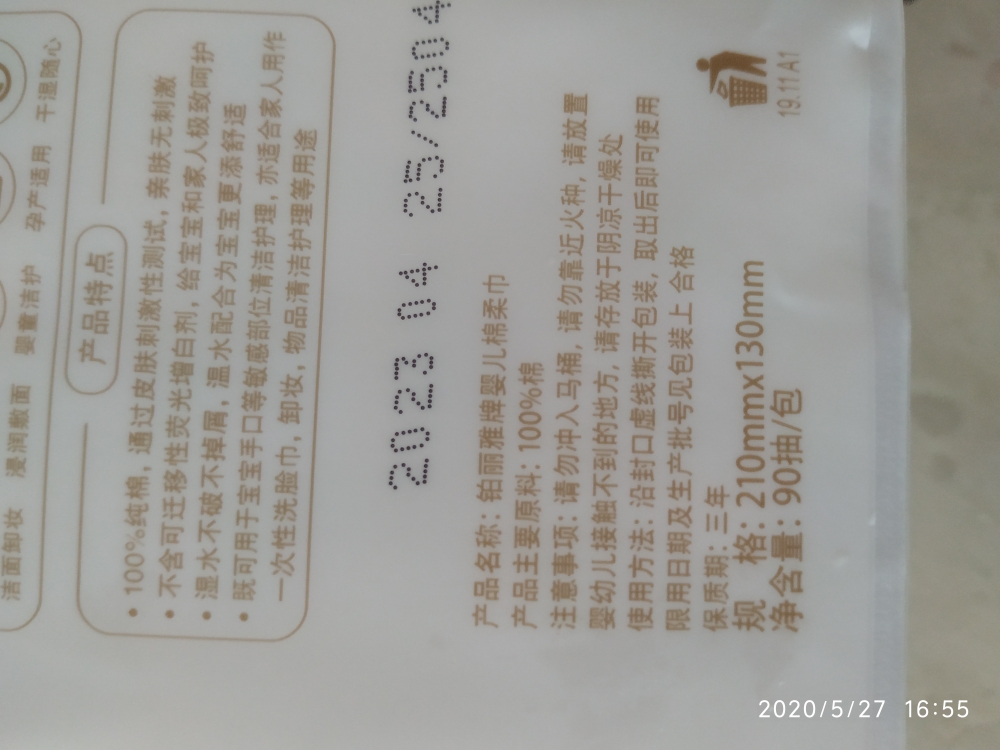 洁面卸妆 浸润敷面 婴童洁护 孕产适用 干湿随心
产品特点
• 100%纯棉，通过皮肤刺激性测试，亲肤无刺激
• 不含可迁移性荧光增白剂，给宝宝和家人极致呵护
• 湿水不破不掉屑，温水配合为宝宝更添舒适
• 既可用于宝宝手口等敏感部位清洁护理，亦适合家人用作
一次性洗脸巾，卸妆，物品清洁护理等用途
2023 04 25/2504
产品名称：铂丽雅牌婴儿棉柔巾
产品主要原料：100%棉
注意事项：请勿冲入马桶，请勿靠近火种，请放置
婴幼儿接触不到的地方，请存放于阴凉干燥处
使用方法：沿封口虚线撕开包装，取出后即可使用
限用日期及生产批号见包装上 合格
保质期：三年
规 格：210mmx130mm
净含量：90抽/包
19.11 A1
2020/5/27 16:55